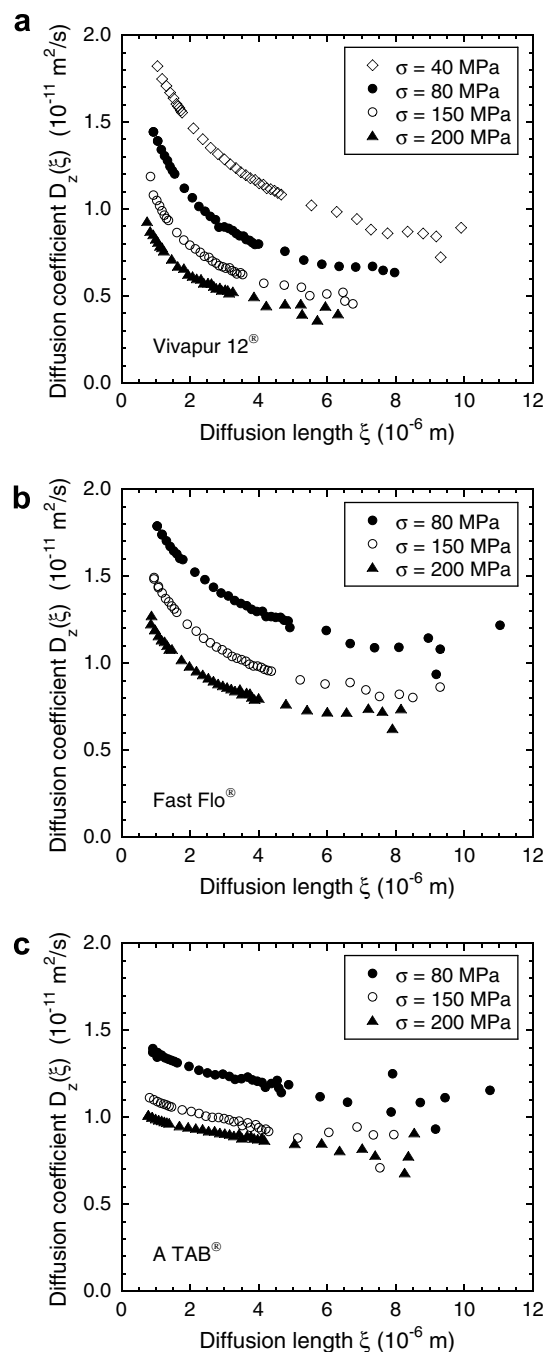 a
Diffusion coefficient D_z(ξ) (10⁻¹¹ m²/s)
2.0
1.5
1.0
0.5
0.0
σ = 40 MPa
σ = 80 MPa
σ = 150 MPa
σ = 200 MPa
Vivapur 12®
0 2 4 6 8 10 12
Diffusion length ξ (10⁻⁶ m)
b
Diffusion coefficient D_z(ξ) (10⁻¹¹ m²/s)
2.0
1.5
1.0
0.5
0.0
σ = 80 MPa
σ = 150 MPa
σ = 200 MPa
Fast Flo®
0 2 4 6 8 10 12
Diffusion length ξ (10⁻⁶ m)
c
Diffusion coefficient D_z(ξ) (10⁻¹¹ m²/s)
2.0
1.5
1.0
0.5
0.0
σ = 80 MPa
σ = 150 MPa
σ = 200 MPa
A TAB®
0 2 4 6 8 10 12
Diffusion length ξ (10⁻⁶ m)